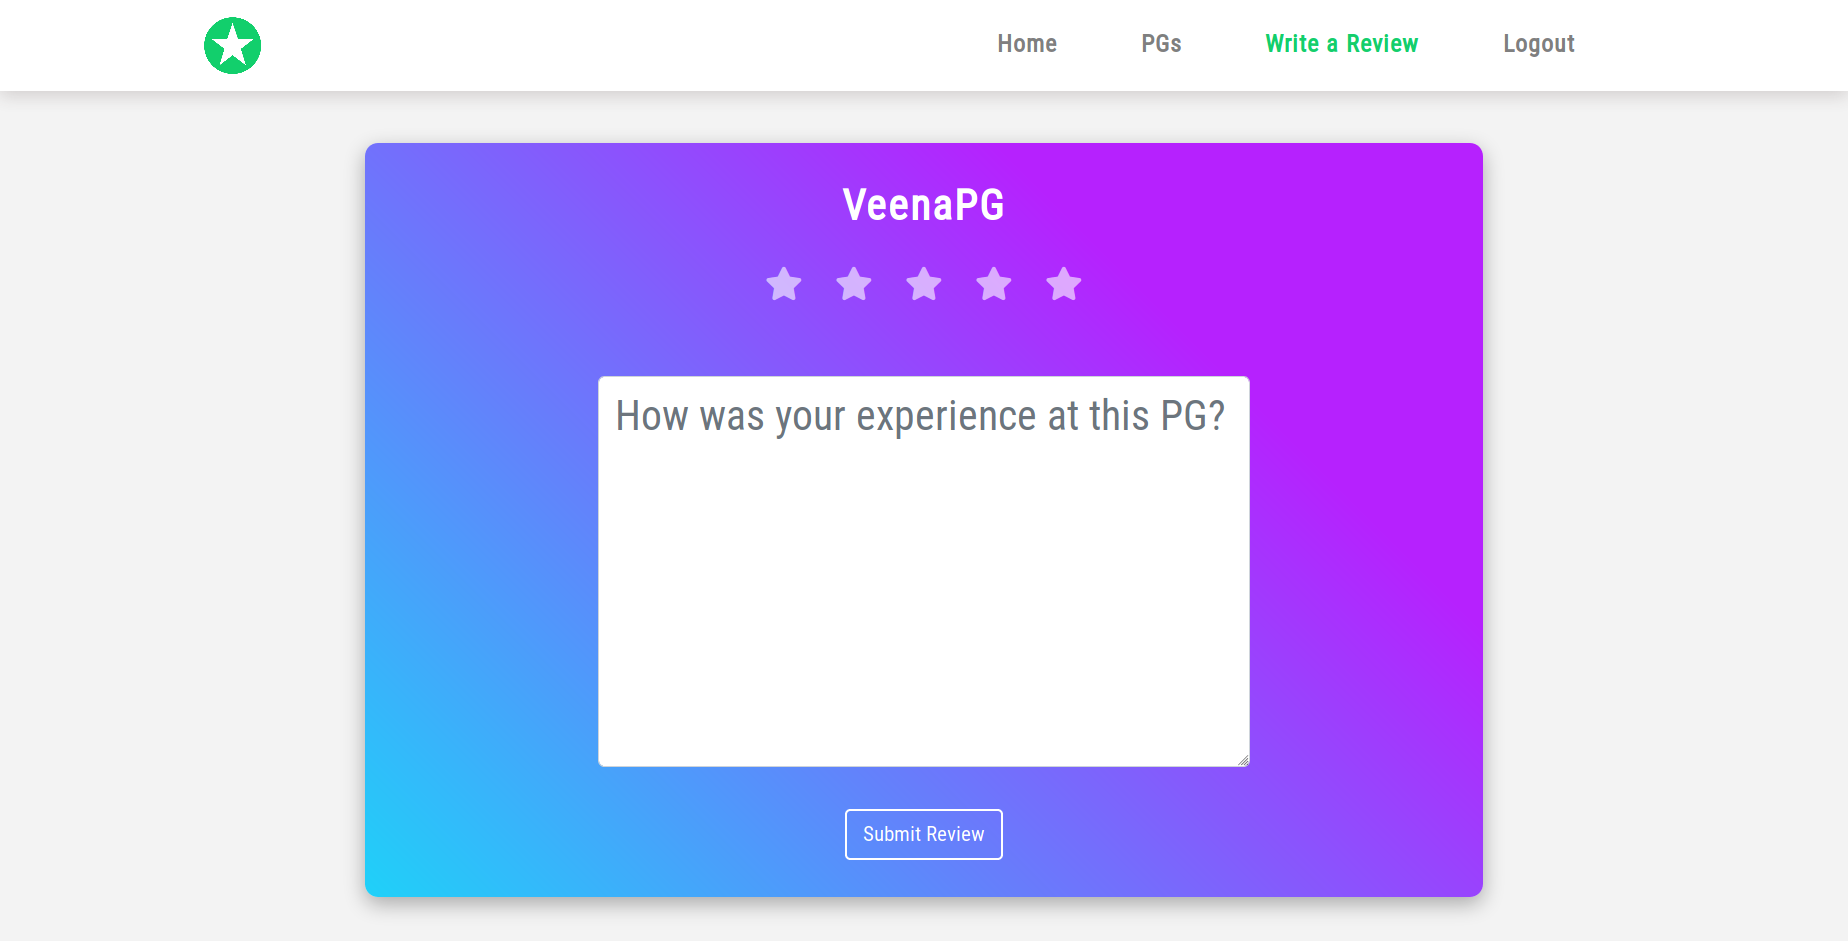 Home PGs Write a Review Logout
VeenaPG
How was your experience at this PG?
Submit Review